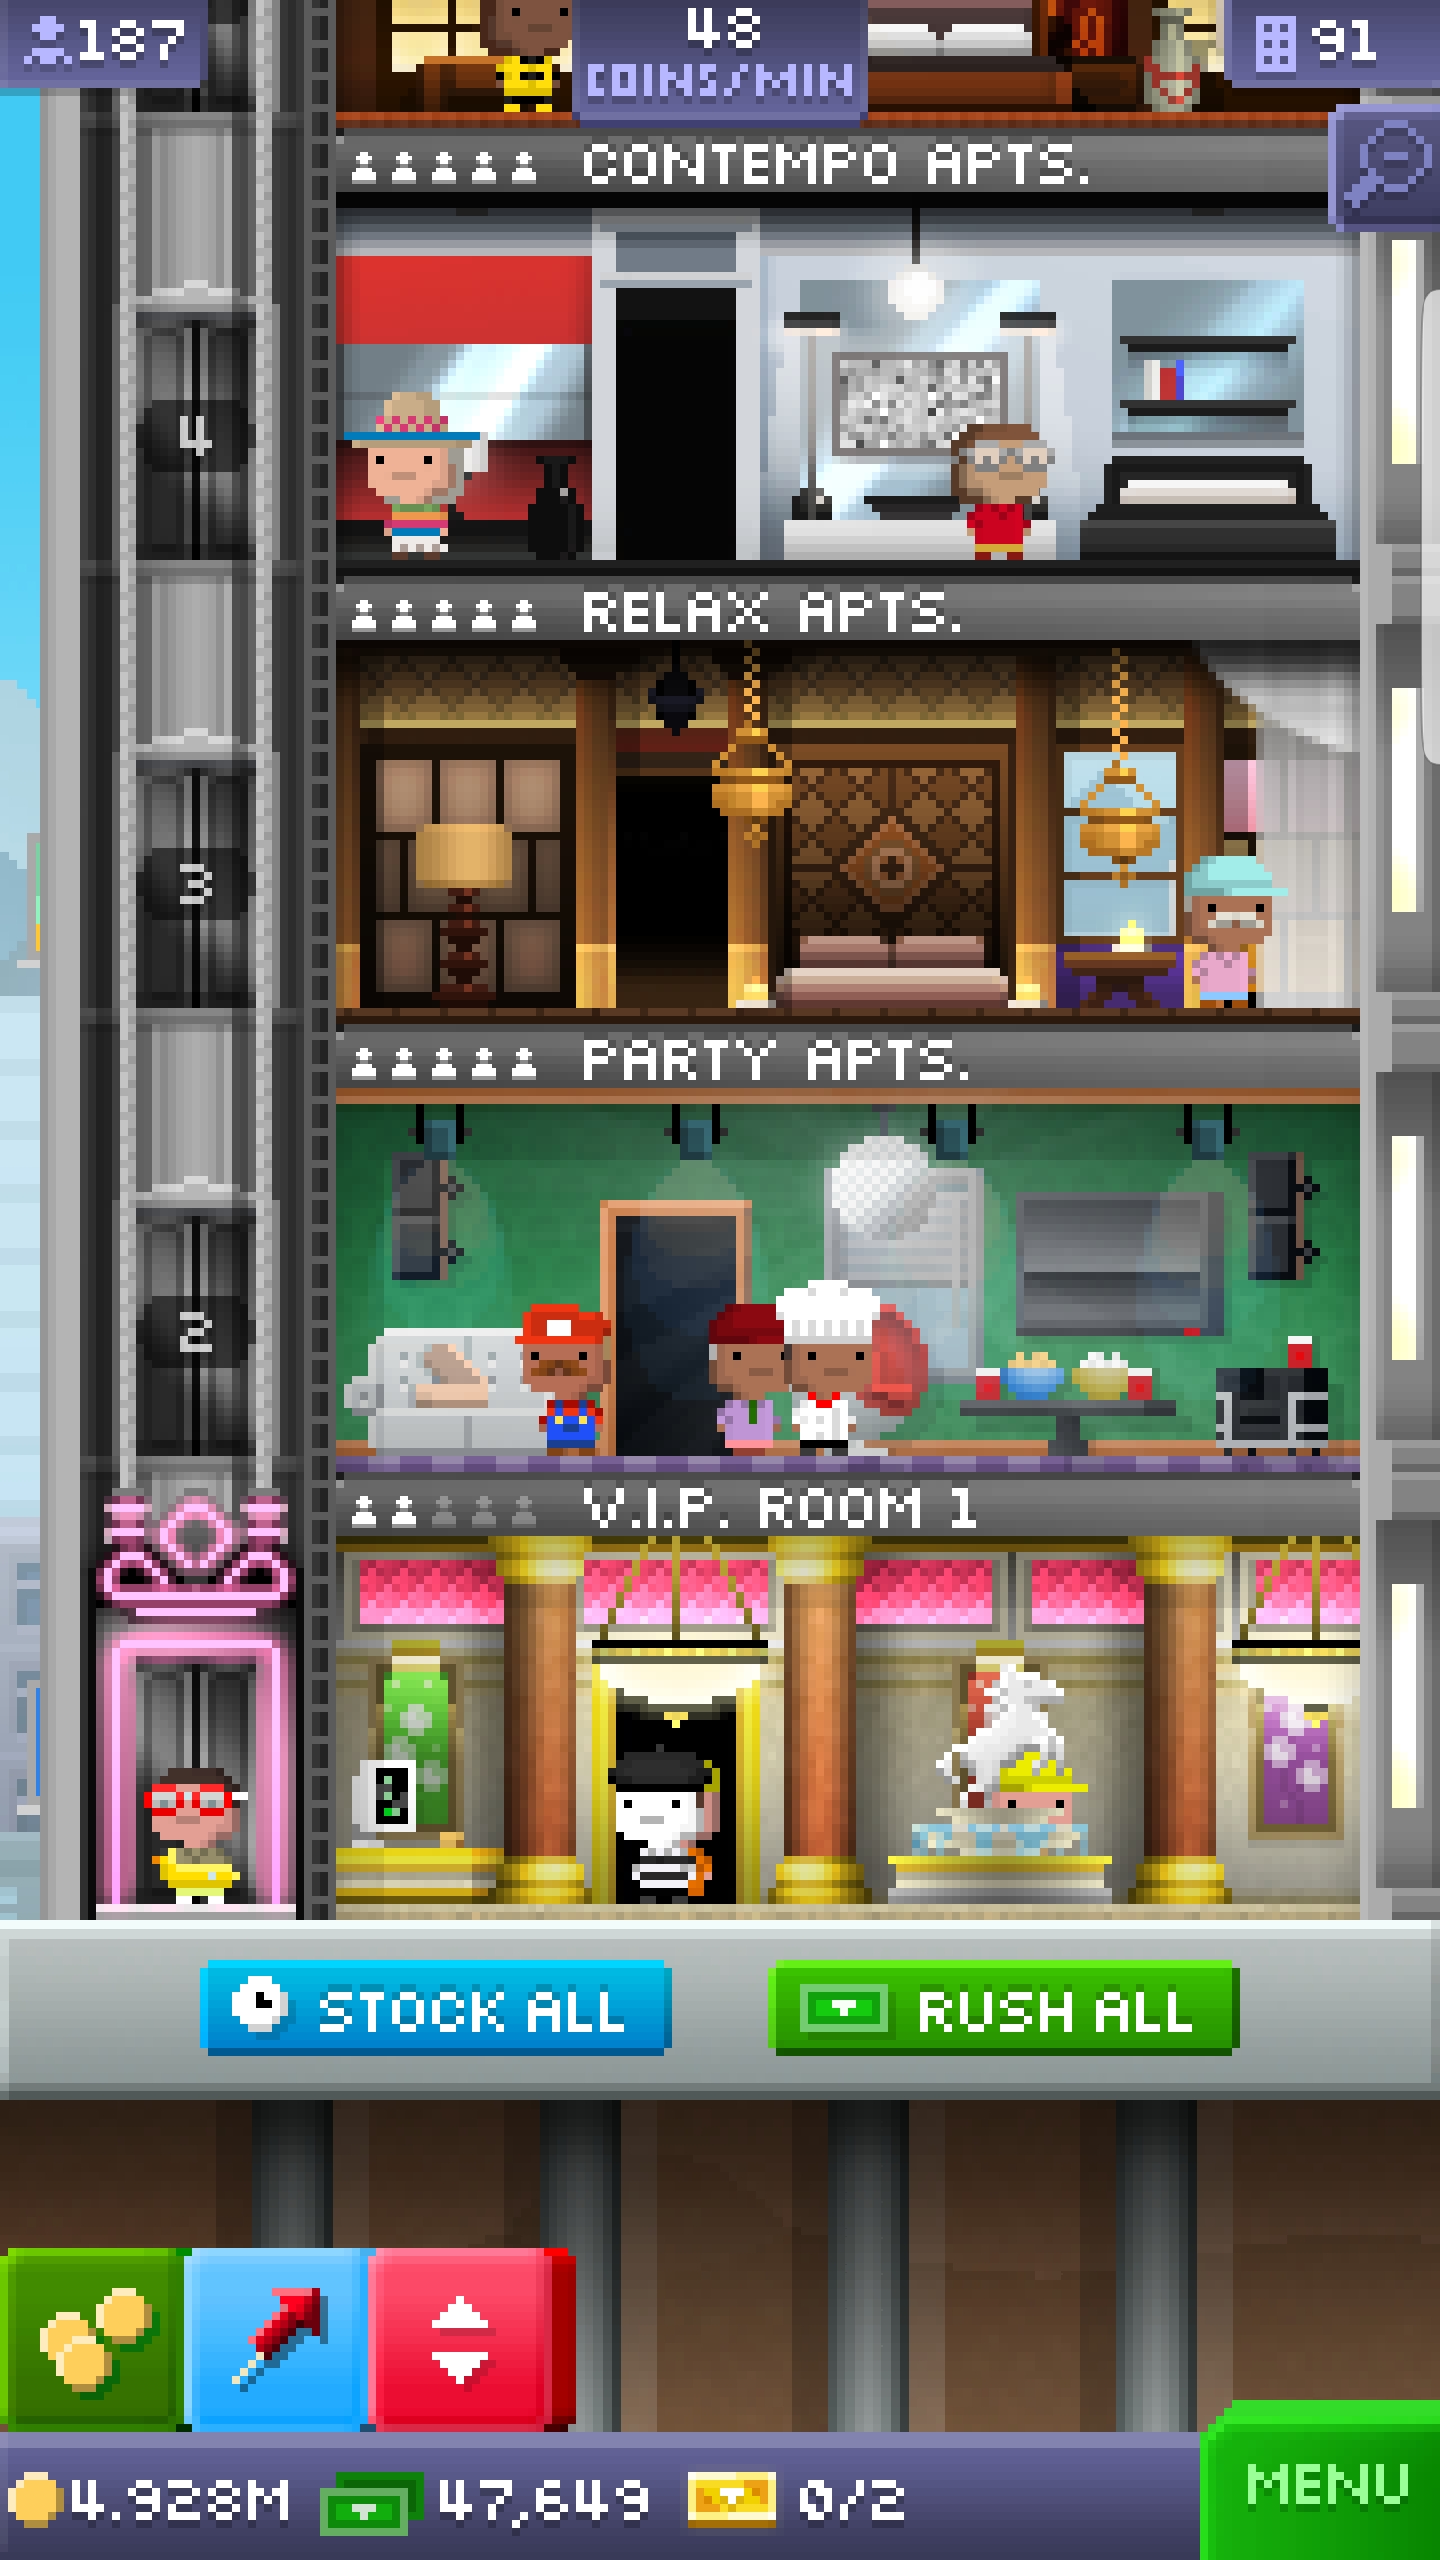 187
48
COINS/MIN
91
CONTEMPO APTS.
4
RELAX APTS.
3
PARTY APTS.
2
V.I.P. ROOM 1
STOCK ALL
RUSH ALL
4.928M
47,649
0/2
MENU